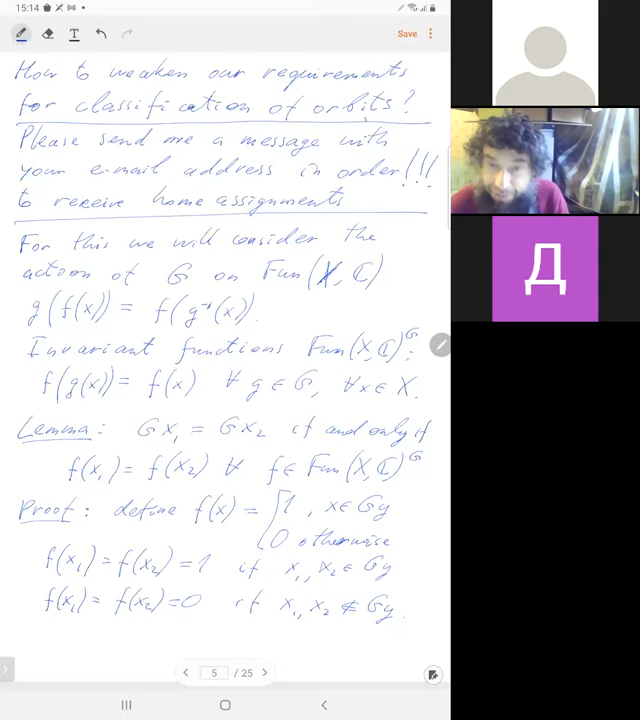 15:14
Save
How to weaken our requirements
for classification of orbits?
Please send me a message with
your e-mail address in order!!!
to receive home assignments
For this we will consider the
action of G on Fun(X, ℂ)
g(f(x)) = f(g⁻¹(x)).
Invariant functions Fun(X, ℂ)ᴳ:
f(g(x)) = f(x) ∀ g ∈ G, ∀x ∈ X.
Lemma: Gx₁ = Gx₂ if and only if
f(x₁) = f(x₂) ∀ f ∈ Fun(X, ℂ)ᴳ
Proof: define f(x) = { 1, x ∈ Gy
0 otherwise
f(x₁) = f(x₂) = 1 if x₁, x₂ ∈ Gy
f(x₁) = f(x₂) = 0 if x₁, x₂ ∉ Gy.
5 / 25
Д